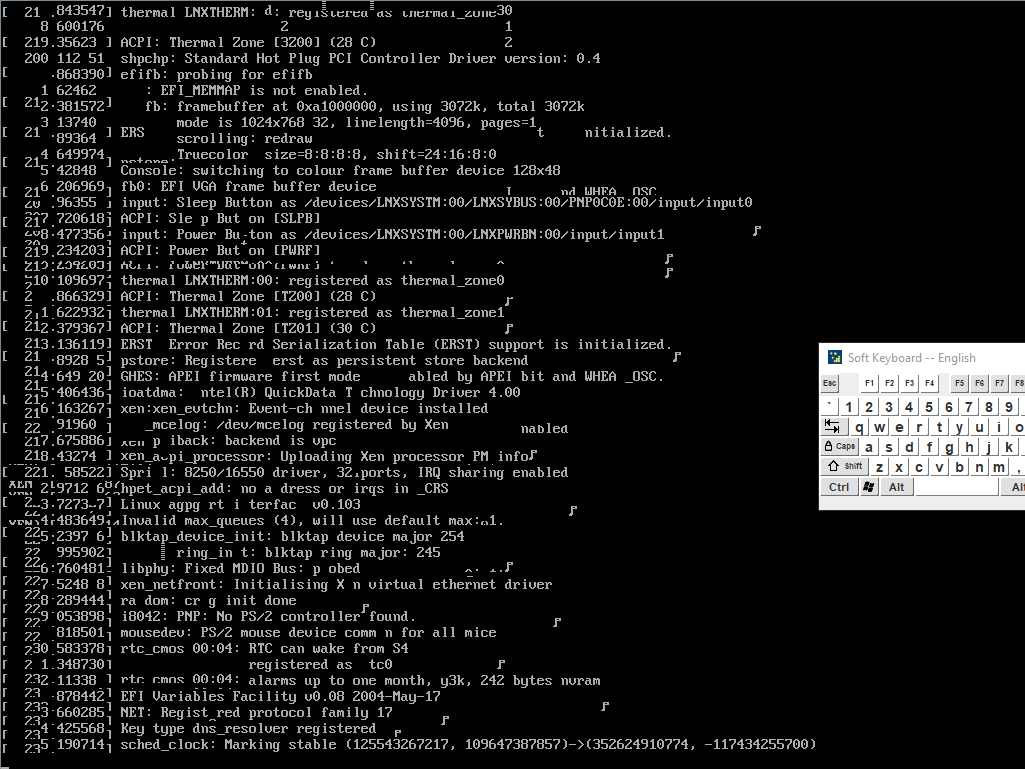 [ 21 .843547] thermal LNXTHERM: d: registered as thermal_zone30
8 600176 2 1
[ 219.35623 ] ACPI: Thermal Zone [3Z00] (28 C) 2
200 112 51 shpchp: Standard Hot Plug PCI Controller Driver version: 0.4
[ .868390] efifb: probing for efifb
1 62462 : EFI_MEMMAP is not enabled.
[ 212.381572] fb: framebuffer at 0xa1000000, using 3072k, total 3072k
3 13740 mode is 1024x768 32, linelength=4096, pages=1
[ 21 .89364 ERS t nitialized.
scrolling: redraw
4 649974 Truecolor size=8:8:8:8, shift=24:16:8:0
[ 21 pstore:
5.42848 Console: switching to colour frame buffer device 128x48
6.206969] fb0: EFI VGA frame buffer device
[ 21 nd WHEA _OSC
.96355 input: Sleep Button as /devices/LNXSYSTM:00/LNXSYBUS:00/PNP0C0E:00/input/input0
7.720618] ACPI: Sle p But on [SLPB]
8.477356] input: Power Bu-ton as /devices/LNXSYSTM:00/LNXPWRBN:00/input/input1
[ 219.234203] ACPI: Power But on [PWRF]
10.109697] thermal LNXTHERM:00: registered as thermal_zone0
[ 2 .866329] ACPI: Thermal Zone [TZ00] (28 C)
1.622932] thermal LNXTHERM:01: registered as thermal_zone1
[ 212.379367] ACPI: Thermal Zone [TZ01] (30 C)
213.136119] ERST Error Rec rd Serialization Table (ERST) support is initialized.
[ 21 .8928 5] pstore: Registere erst as persistent store backend
4.649 20] GHES: APEI firmware first mode abled by APEI bit and WHEA _OSC.
5.406436] ioatdma: ntel(R) QuickData T chnology Driver 4.00
6.163267] xen:xen_evtchn: Event-ch nnel device installed
.91960 _mcelog: /dev/mcelog registered by Xen nabled
217.675886] xen p iback: backend is vpc
218.43274 ] xen_acpi_processor: Uploading Xen processor PM info
[ 221. 58522] Spri l: 8250/16550 driver, 32 ports, IRQ sharing enabled
XEN 2.9712 6 hpet_acpi_add: no a dress or irqs in _CRS
[ 3.7273 7] Linux agpg rt i terfac v0.103
4.483649] Invalid max_queues (4), will use default max: 1.
[ 22 5.2397 6] blktap_device_init: blktap device major 254
22 995902] ring_in t: blktap ring major: 245
[ 22 6.760481] libphy: Fixed MDIO Bus: p obed
[ 22 7.5248 8] xen_netfront: Initialising X n virtual ethernet driver
[ 22 8.289444] ra dom: cr g init done
[ 22 9.053898] i8042: PNP: No PS/2 controller found.
[ 22 .818501] mousedev: PS/2 mouse device comm n for all mice
[ 230.583378] rtc_cmos 00:04: RTC can wake from S4
[ 2 1.348730] registered as tc0
[ 232.11338 ] rtc_cmos 00:04: alarms up to one month, y3k, 242 bytes nvram
[ 23 .878442] EFI Variables Facility v0.08 2004-May-17
[ 23 3.660285] NET: Regist_red protocol family 17
[ 23 4.425568] Key type dns_resolver registered
[ 23 5.190714] sched_clock: Marking stable (125543267217, 109647387857)->(352624910774, -117434255700)
Soft Keyboard -- English
Esc F1 F2 F3 F4 F5 F6 F7 F8
` 1 2 3 4 5 6 7 8 9
q w e r t y u i o
Caps a s d f g h j k
Shift z x c v b n m ,
Ctrl Alt Alt